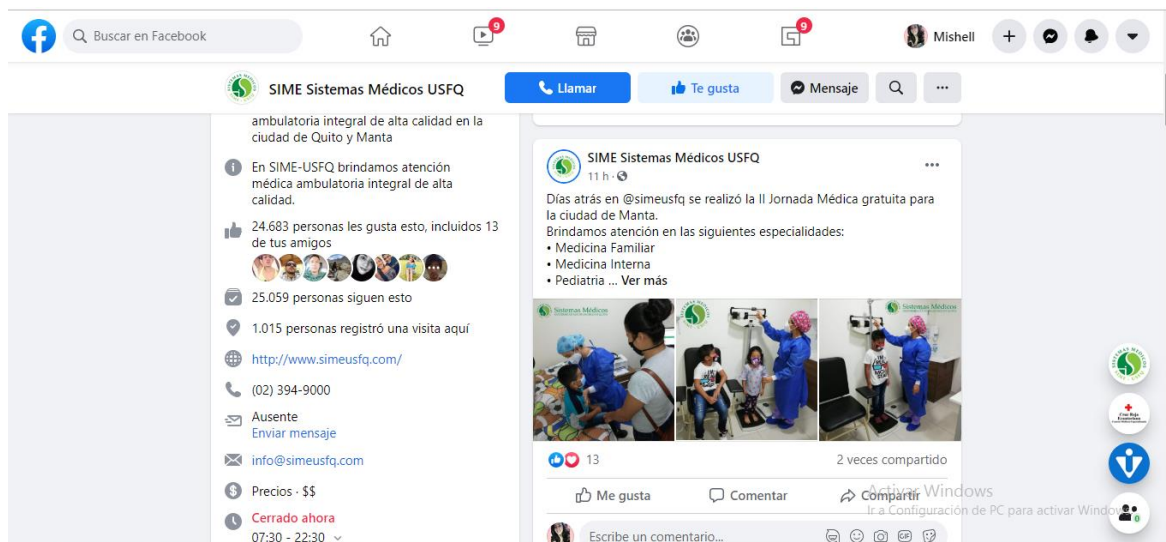 Buscar en Facebook
9
9
Mishell
SIME Sistemas Médicos USFQ
Llamar
Te gusta
Mensaje
ambulatoria integral de alta calidad en la
ciudad de Quito y Manta
En SIME-USFQ brindamos atención
médica ambulatoria integral de alta
calidad.
24.683 personas les gusta esto, incluidos 13
de tus amigos
25.059 personas siguen esto
1.015 personas registró una visita aquí
http://www.simeusfq.com/
(02) 394-9000
Ausente
Enviar mensaje
info@simeusfq.com
Precios · $$
Cerrado ahora
07:30 - 22:30
SIME Sistemas Médicos USFQ
11 h ·
Días atrás en @simeusfq se realizó la II Jornada Médica gratuita para
la ciudad de Manta.
Brindamos atención en las siguientes especialidades:
• Medicina Familiar
• Medicina Interna
• Pediatria ... Ver más
Sistemas Médicos
Sistemas Médicos
13
2 veces compartido
Me gusta
Comentar
Compartir
Escribe un comentario...
GIF
Cruz Roja
Ecuatoriana
0
Activar Windows
Ir a Configuración de PC para activar Windo